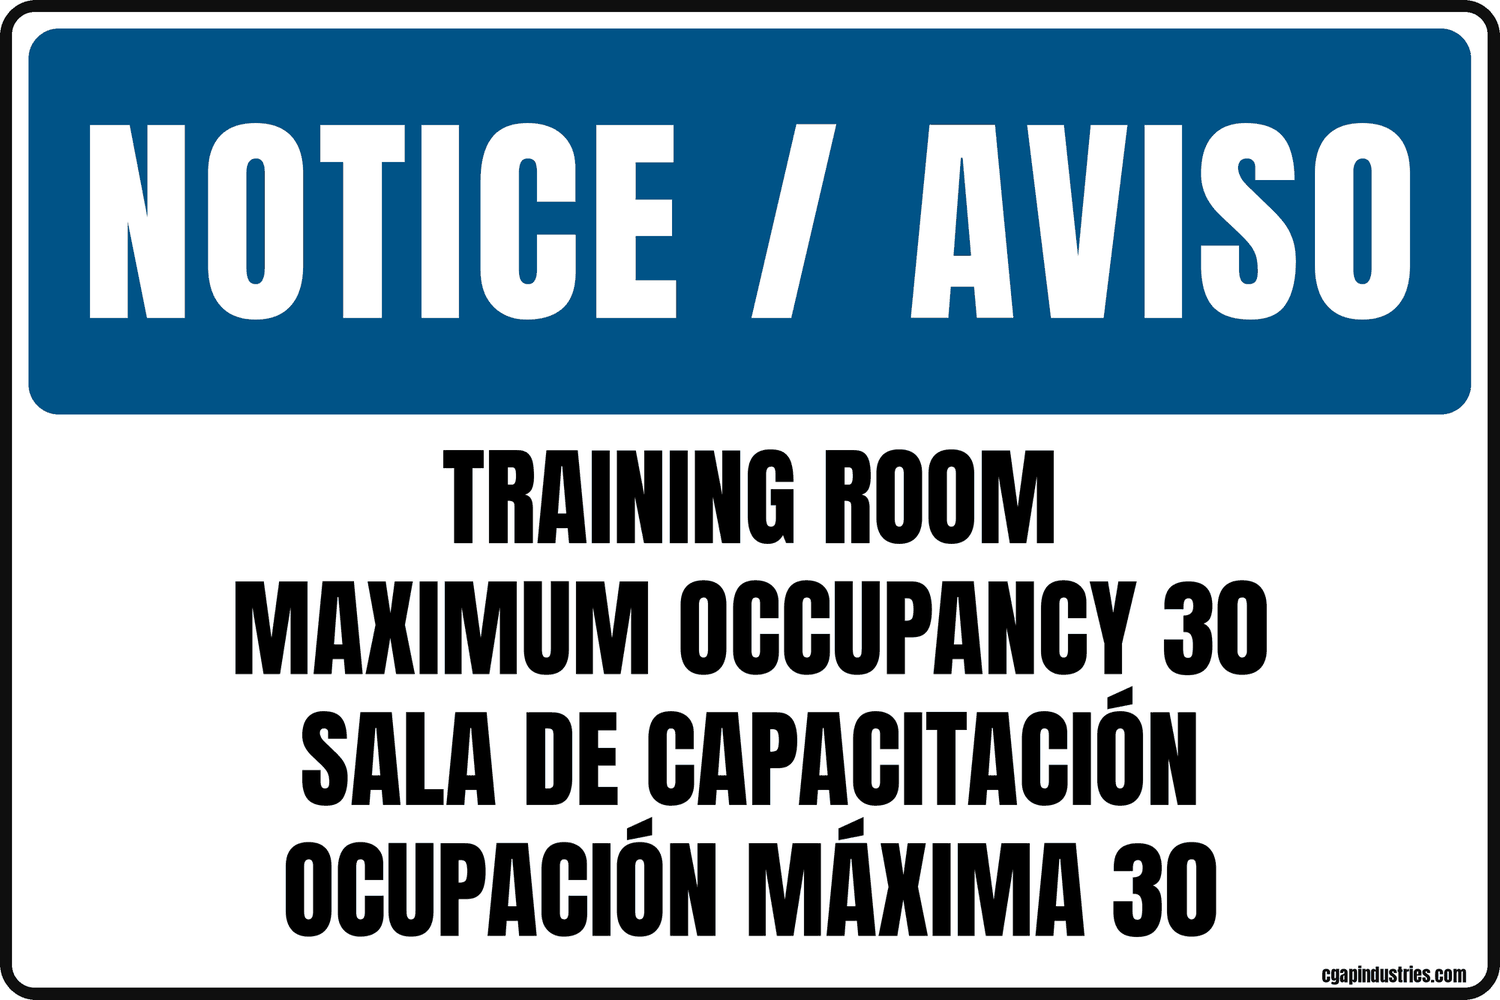 NOTICE / AVISO
TRAINING ROOM
MAXIMUM OCCUPANCY 30
SALA DE CAPACITACIÓN
OCUPACIÓN MÁXIMA 30
cgapindustries.com